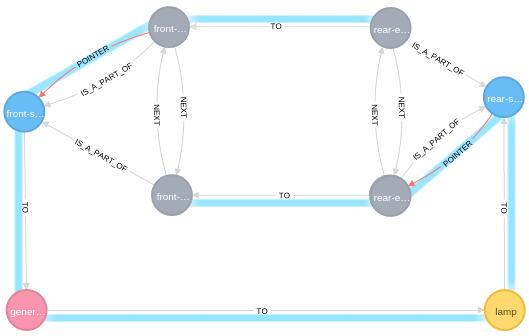 front-...
TO
rear-e...
POINTER
IS_A_PART_OF
IS_A_PART_OF
front-s...
NEXT
NEXT
NEXT
NEXT
rear-s...
IS_A_PART_OF
IS_A_PART_OF
POINTER
front-...
TO
rear-e...
TO
TO
gener...
TO
lamp